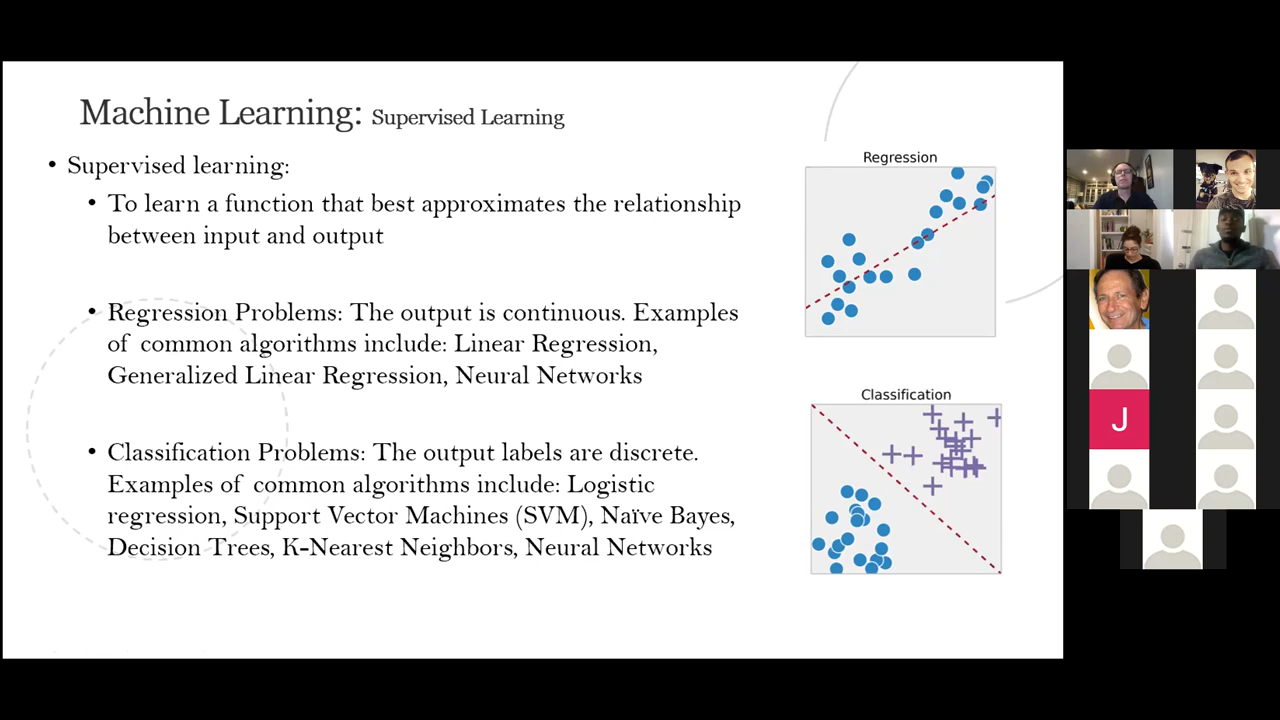 Machine Learning: Supervised Learning
• Supervised learning:
• To learn a function that best approximates the relationship
between input and output
• Regression Problems: The output is continuous. Examples
of common algorithms include: Linear Regression,
Generalized Linear Regression, Neural Networks
• Classification Problems: The output labels are discrete.
Examples of common algorithms include: Logistic
regression, Support Vector Machines (SVM), Naïve Bayes,
Decision Trees, K-Nearest Neighbors, Neural Networks
Regression
Classification
J